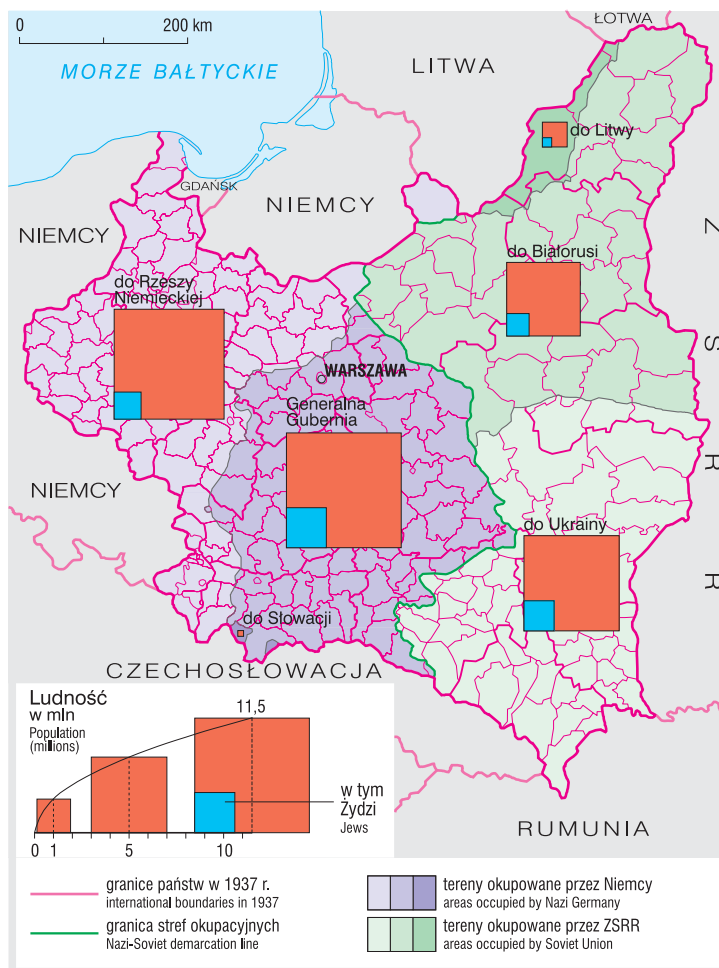 0 200 km
ŁOTWA
MORZE BAŁTYCKIE
LITWA
do Litwy
GDAŃSK
NIEMCY
NIEMCY
Z S R R
do Białorusi
do Rzeszy
Niemieckiej
WARSZAWA
Generalna
Gubernia
NIEMCY
do Ukrainy
do Słowacji
CZECHOSŁOWACJA
RUMUNIA
Ludność
w mln
Population
(millions)
11,5
w tym
Żydzi
Jews
0 1 5 10
granice państw w 1937 r.
international boundaries in 1937
granica stref okupacyjnych
Nazi-Soviet demarcation line
tereny okupowane przez Niemcy
areas occupied by Nazi Germany
tereny okupowane przez ZSRR
areas occupied by Soviet Union